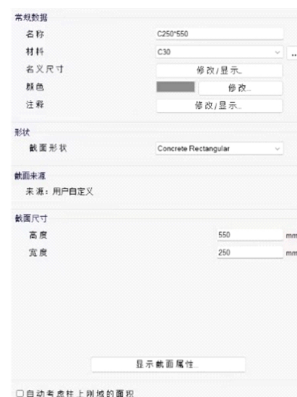 常规数据
名称 C250*550
材料 C30 ...
名义尺寸 修改/显示...
颜色 修改...
注释 修改/显示...
形状
截面形状 Concrete Rectangular
截面来源
来源：用户自定义
截面尺寸
高度 550 mm
宽度 250 mm
显示截面属性...
自动考虑柱上刚域的面积